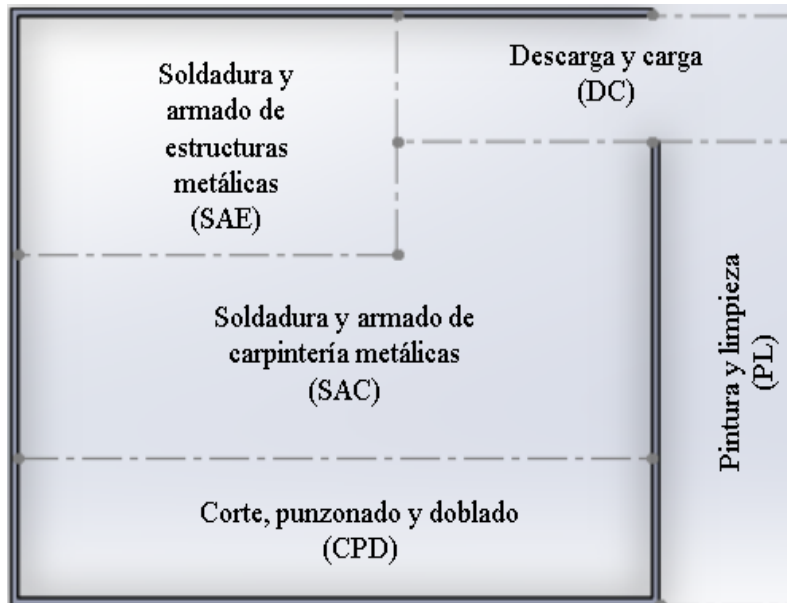 Soldadura y
armado de
estructuras
metálicas
(SAE)
Descarga y carga
(DC)
Soldadura y armado de
carpintería metálicas
(SAC)
Pintura y limpieza
(PL)
Corte, punzonado y doblado
(CPD)